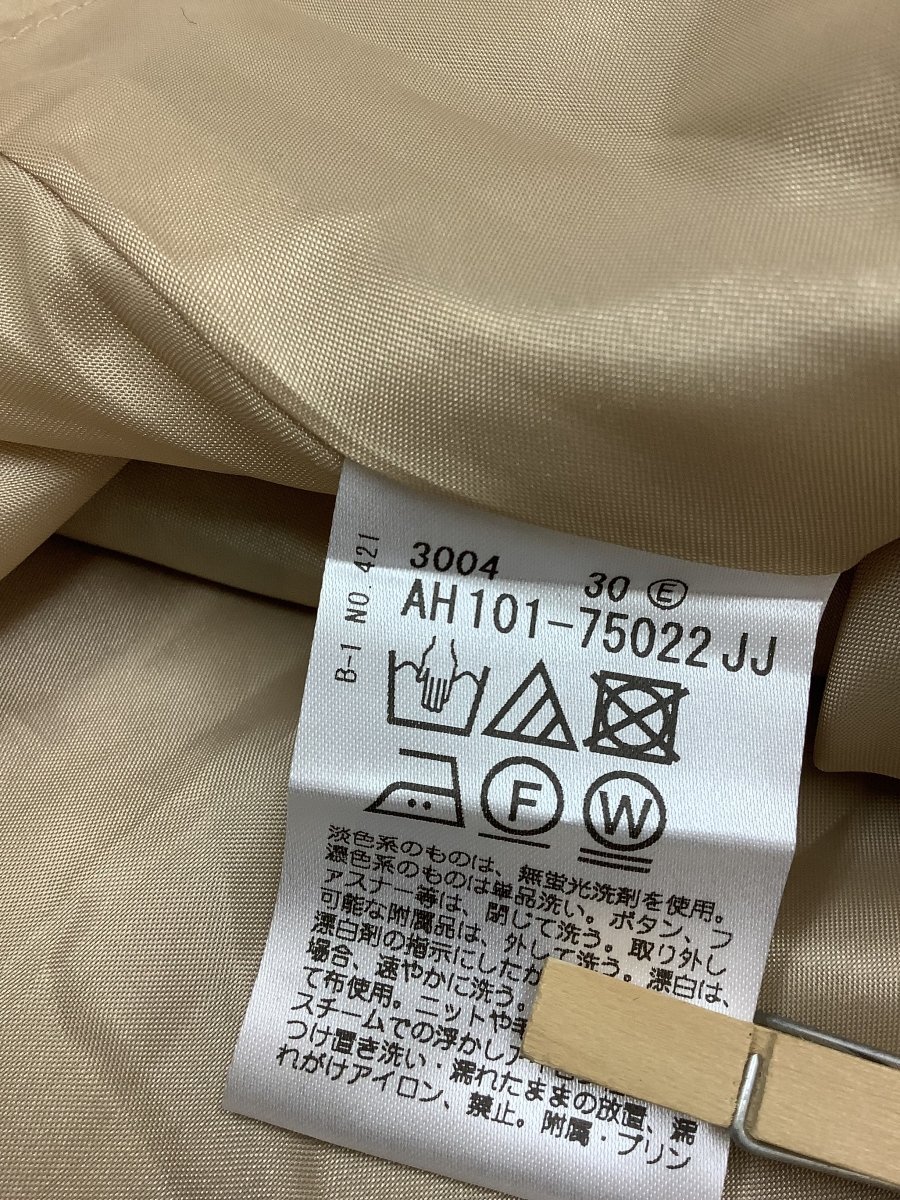 B-1 NO.421
3004 30 Ⓔ
AH101-75022JJ
F W
淡色系のものは、無蛍光洗剤を使用。
濃色系のものは単品洗い。ボタン、フ
ァスナー等は、閉じて洗う。取り外し
可能な附属品は、外して洗う。漂白は、
漂白剤の指示にしたが
場合、速やかに洗う。
て布使用。ニットや毛
スチームでの浮かしア
つけ置き洗い・濡れたままの放置、濡
れがけアイロン、禁止。附属・プリン